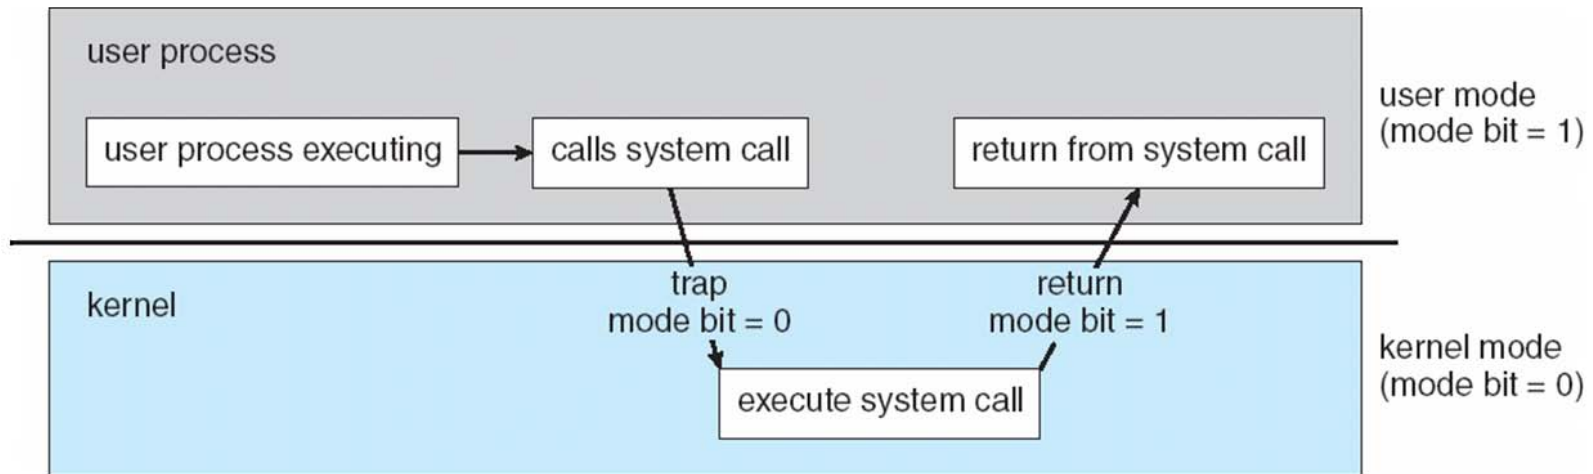 user process
user process executing
calls system call
return from system call
user mode
(mode bit = 1)
kernel
trap
mode bit = 0
return
mode bit = 1
execute system call
kernel mode
(mode bit = 0)